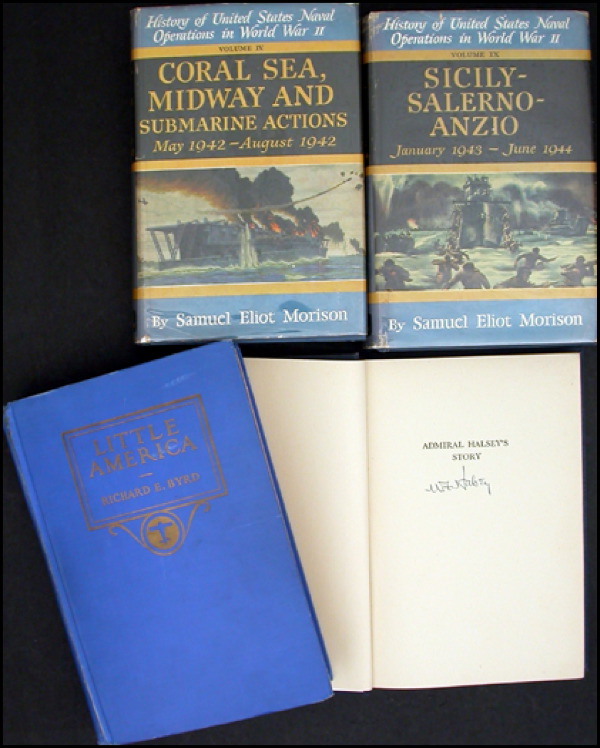 History of United States Naval
Operations in World War II
VOLUME IV
CORAL SEA,
MIDWAY AND
SUBMARINE ACTIONS
May 1942 – August 1942
By Samuel Eliot Morison
History of United States Naval
Operations in World War II
VOLUME IX
SICILY-
SALERNO-
ANZIO
January 1943 – June 1944
By Samuel Eliot Morison
LITTLE
AMERICA
RICHARD E. BYRD
ADMIRAL HALSEY'S
STORY
W F Halsey